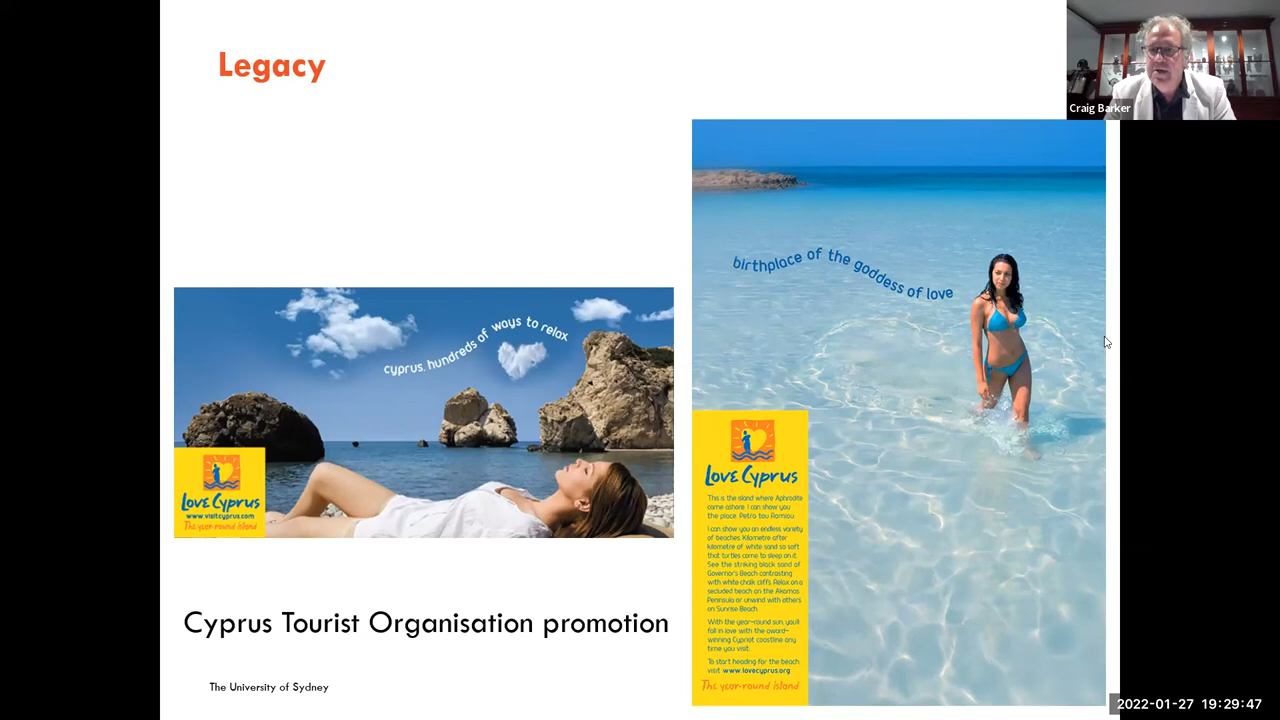 Legacy
Craig Barker
birthplace of the goddess of love
cyprus. hundreds of ways to relax
Love Cyprus
www.visitcyprus.com
The year-round island
Love Cyprus
This is the island where Aphrodite
came ashore. I can show you
the place. Petra tou Romiou.
I can show you an endless variety
of beaches. Kilometre after
kilometre of white sand so soft
that turtles come to sleep on it.
See the striking black sand of
Governor's Beach contrasting
with white chalk cliffs. Relax on a
secluded beach on the Akamas
Peninsula or unwind with others
on Sunrise Beach.
With the year-round sun, you'll
fall in love with the award-
winning Cypriot coastline any
time you visit.
To start heading for the beach
visit www.lovecyprus.org
The year-round island
Cyprus Tourist Organisation promotion
The University of Sydney
2022-01-27 19:29:47